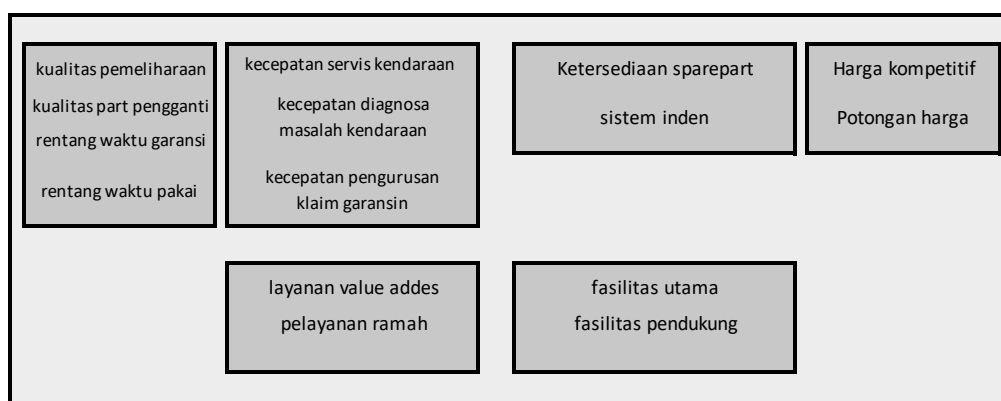 kualitas pemeliharaan
kualitas part pengganti
rentang waktu garansi
rentang waktu pakai
kecepatan servis kendaraan
kecepatan diagnosa
masalah kendaraan
kecepatan pengurusan
klaim garansin
Ketersediaan sparepart
sistem inden
Harga kompetitif
Potongan harga
layanan value addes
pelayanan ramah
fasilitas utama
fasilitas pendukung